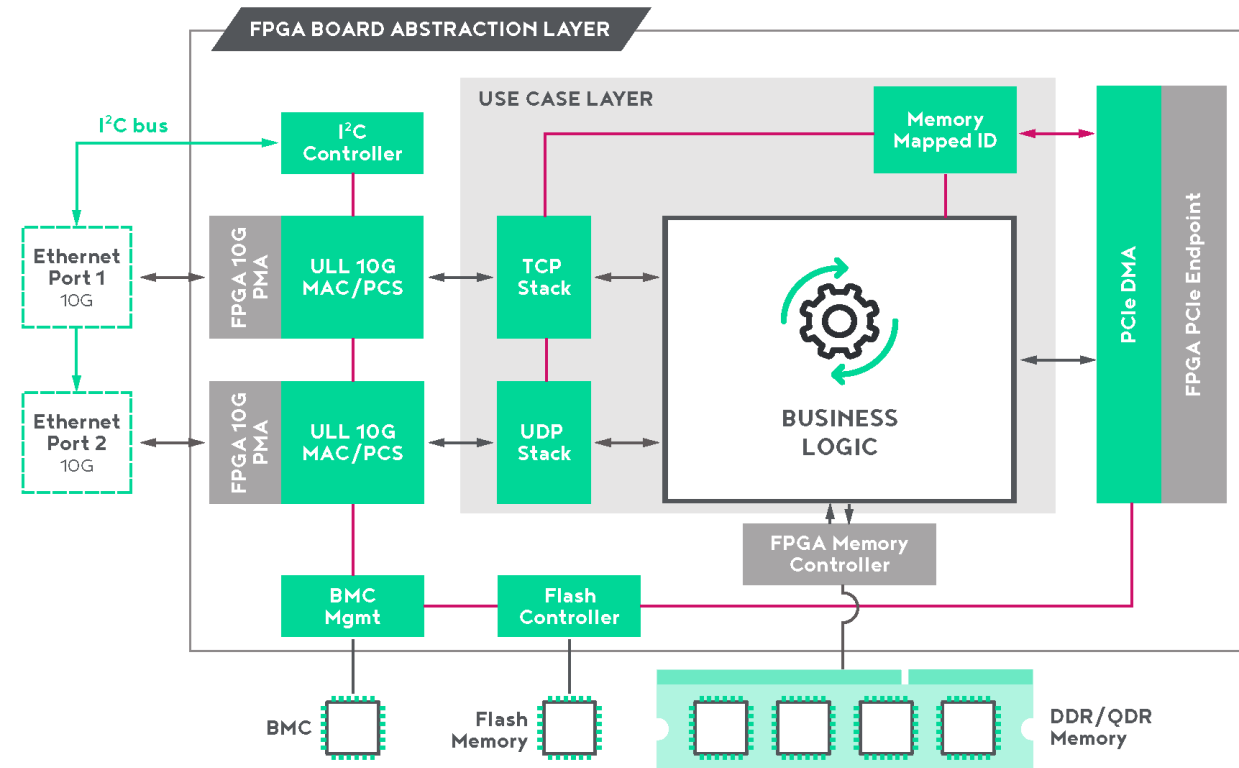 FPGA BOARD ABSTRACTION LAYER
USE CASE LAYER
I²C bus
I²C
Controller
Memory
Mapped ID
Ethernet
Port 1
10G
FPGA 10G
PMA
ULL 10G
MAC/PCS
TCP
Stack
BUSINESS
LOGIC
PCIe DMA
FPGA PCIe Endpoint
Ethernet
Port 2
10G
FPGA 10G
PMA
ULL 10G
MAC/PCS
UDP
Stack
FPGA Memory
Controller
BMC
Mgmt
Flash
Controller
BMC
Flash
Memory
DDR/QDR
Memory